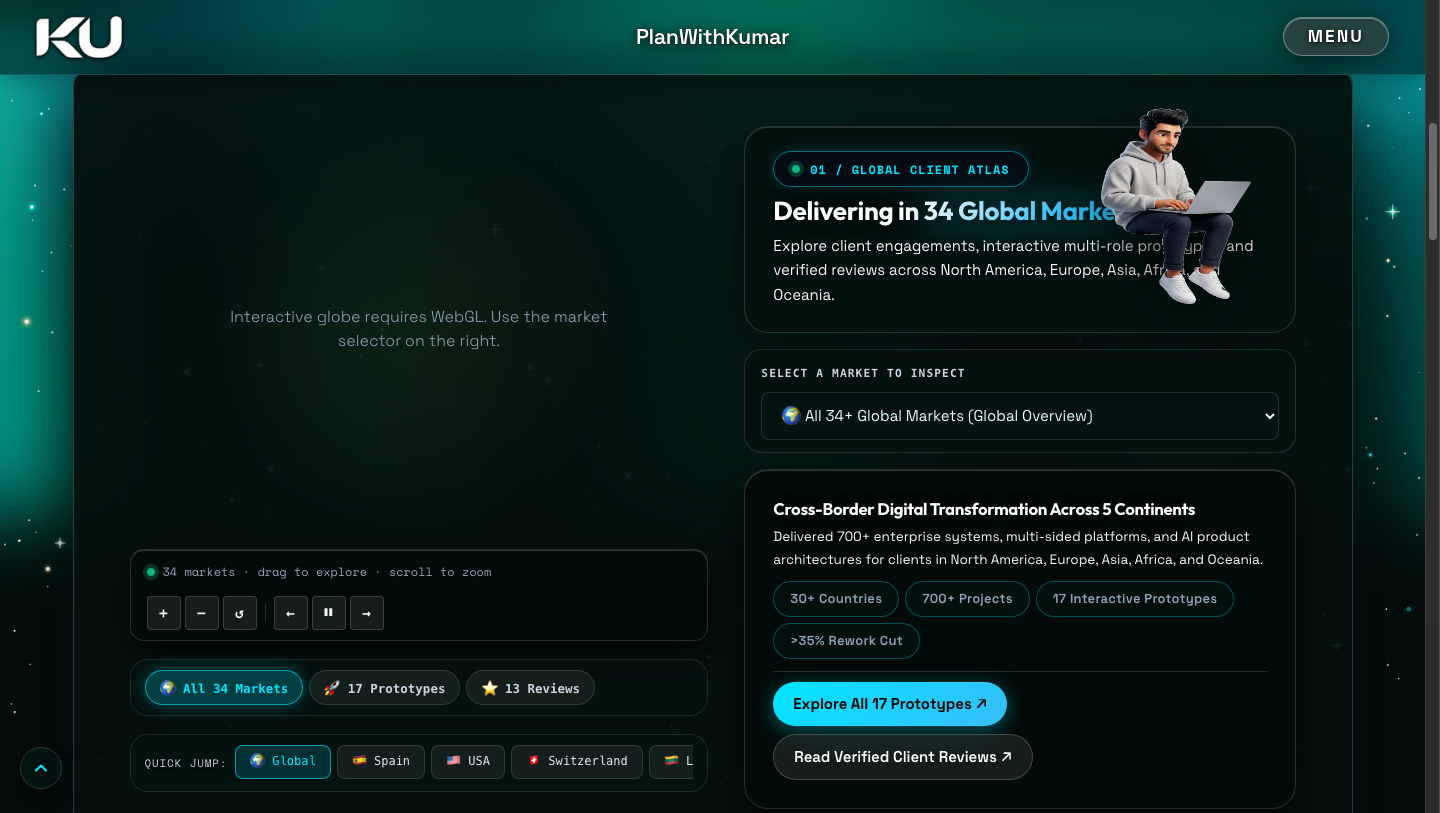 KU
PlanWithKumar
MENU
Interactive globe requires WebGL. Use the market
selector on the right.
34 markets · drag to explore · scroll to zoom
+ − ↺ ← → 
All 34 Markets
17 Prototypes
13 Reviews
QUICK JUMP:
Global
Spain
USA
Switzerland
L
01 / GLOBAL CLIENT ATLAS
Delivering in 34 Global Marke
Explore client engagements, interactive multi-role and
verified reviews across North America, Europe, Asia,
Oceania.
SELECT A MARKET TO INSPECT
All 34+ Global Markets (Global Overview)
Cross-Border Digital Transformation Across 5 Continents
Delivered 700+ enterprise systems, multi-sided platforms, and AI product
architectures for clients in North America, Europe, Asia, Africa, and Oceania.
30+ Countries
700+ Projects
17 Interactive Prototypes
>35% Rework Cut
Explore All 17 Prototypes ↗
Read Verified Client Reviews ↗